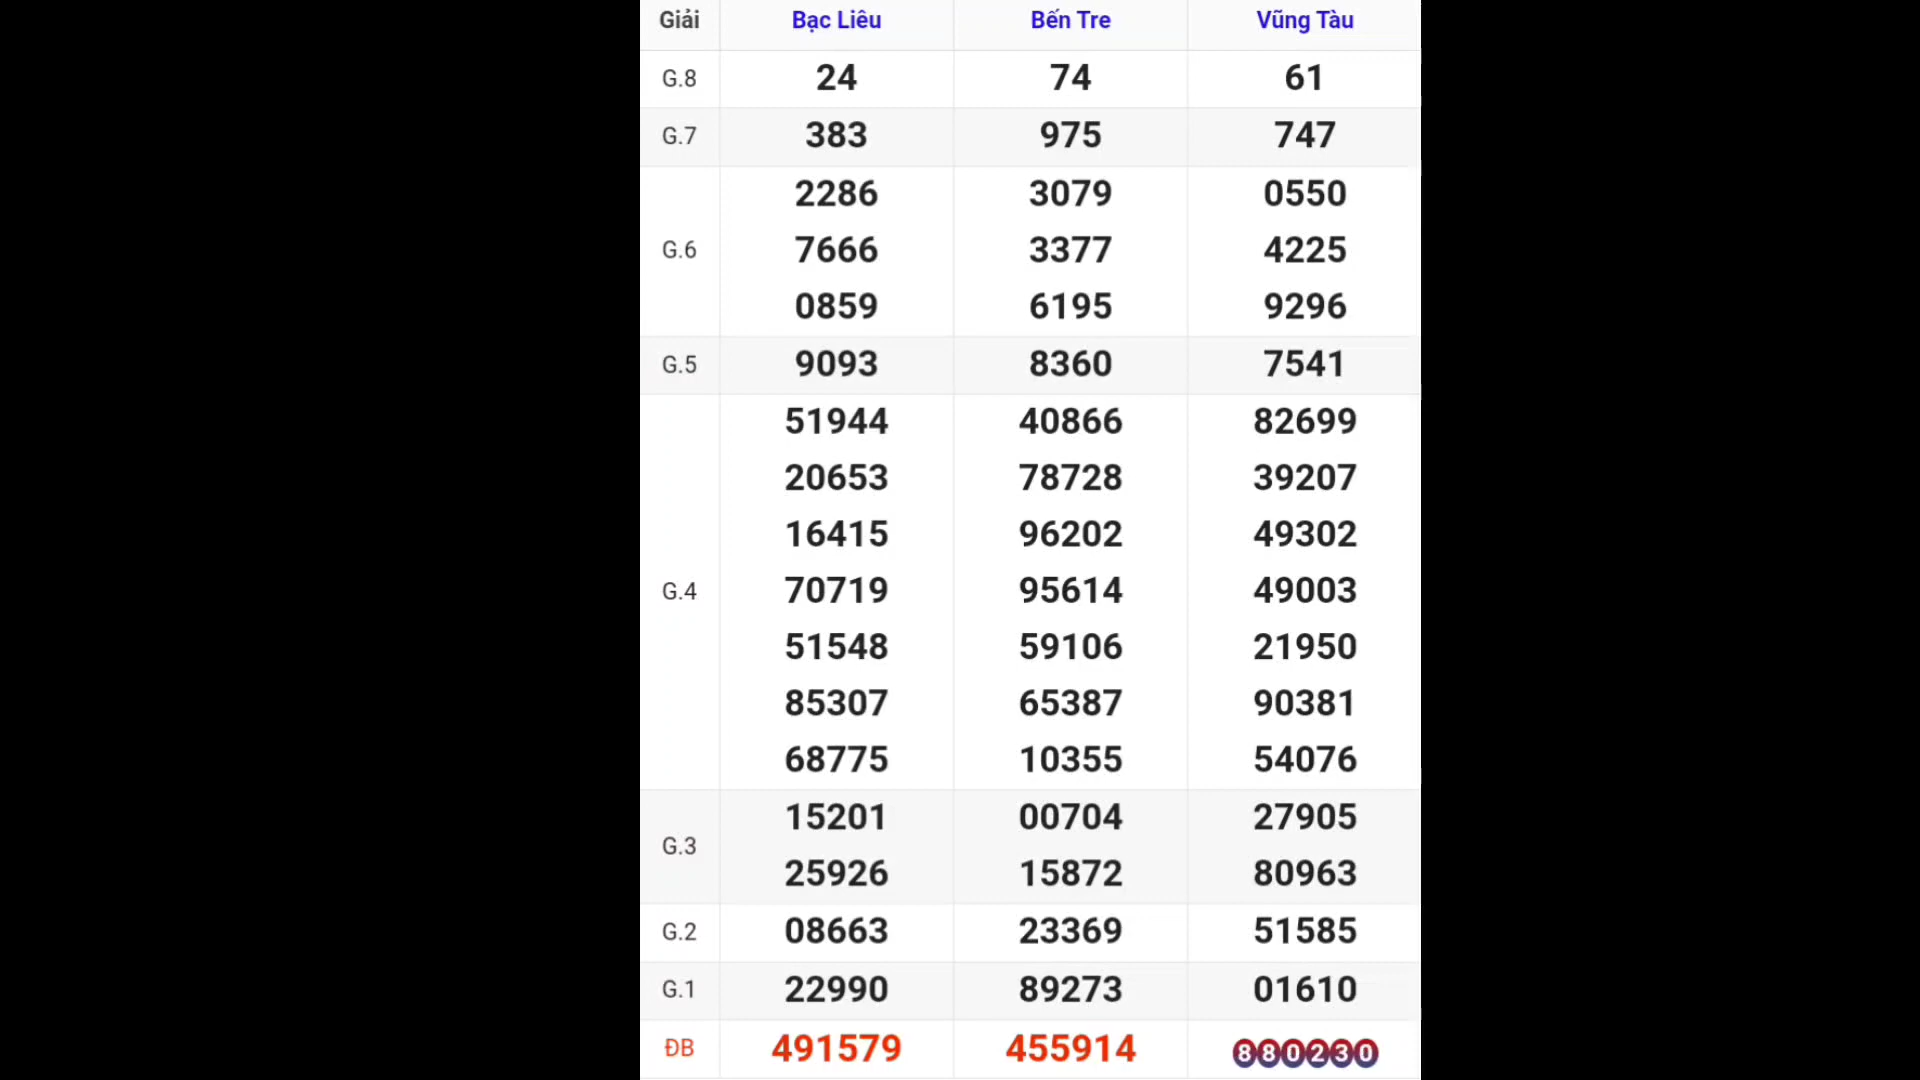 Giải Bạc Liêu Bến Tre Vũng Tàu
G.8 24 74 61
G.7 383 975 747
2286 3079 0550
G.6 7666 3377 4225
0859 6195 9296
G.5 9093 8360 7541
51944 40866 82699
20653 78728 39207
16415 96202 49302
G.4 70719 95614 49003
51548 59106 21950
85307 65387 90381
68775 10355 54076
15201 00704 27905
G.3
25926 15872 80963
G.2 08663 23369 51585
G.1 22990 89273 01610
ĐB 491579 455914 880230